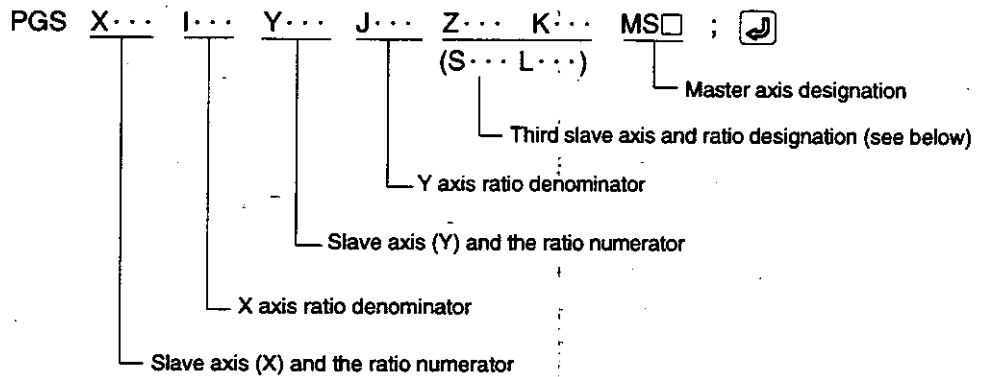 PGS X··· I··· Y··· J··· Z··· K··· MS□ ; ↵
(S··· L···)
Master axis designation
Third slave axis and ratio designation (see below)
Y axis ratio denominator
Slave axis (Y) and the ratio numerator
X axis ratio denominator
Slave axis (X) and the ratio numerator